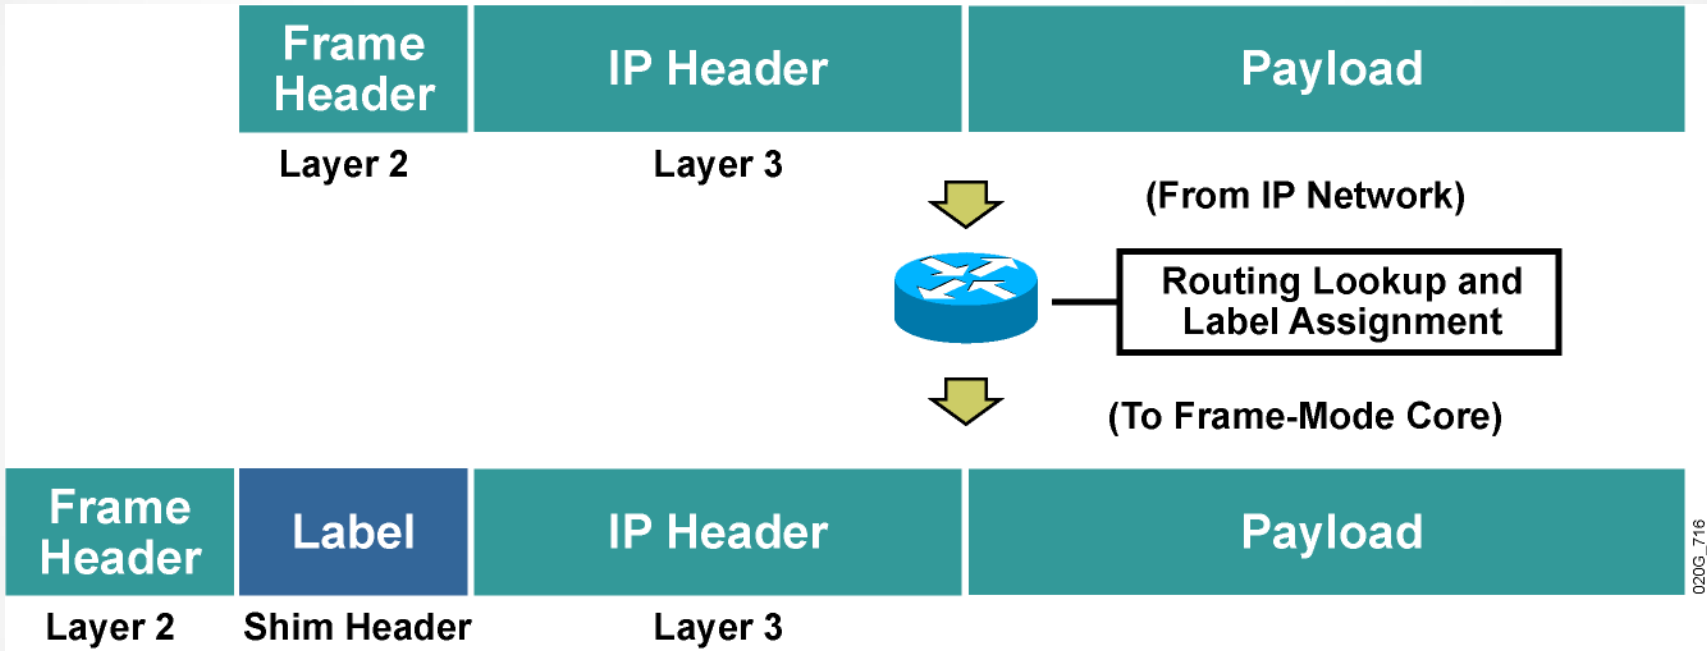 Frame
Header
IP Header
Payload
Layer 2
Layer 3
(From IP Network)
Routing Lookup and
Label Assignment
(To Frame-Mode Core)
Frame
Header
Label
IP Header
Payload
Layer 2
Shim Header
Layer 3
020G_716